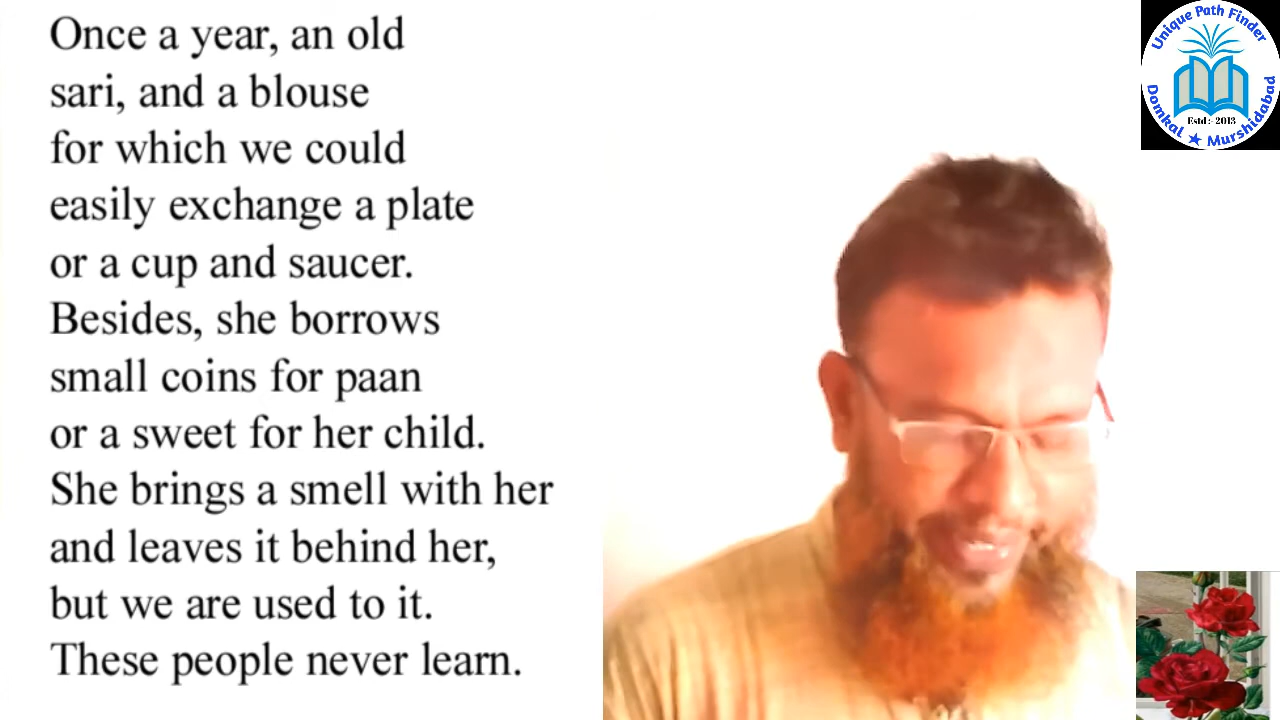 Once a year, an old
sari, and a blouse
for which we could
easily exchange a plate
or a cup and saucer.
Besides, she borrows
small coins for paan
or a sweet for her child.
She brings a smell with her
and leaves it behind her,
but we are used to it.
These people never learn.
Unique Path Finder
Estd :- 2013
Domkal ★ Murshidabad